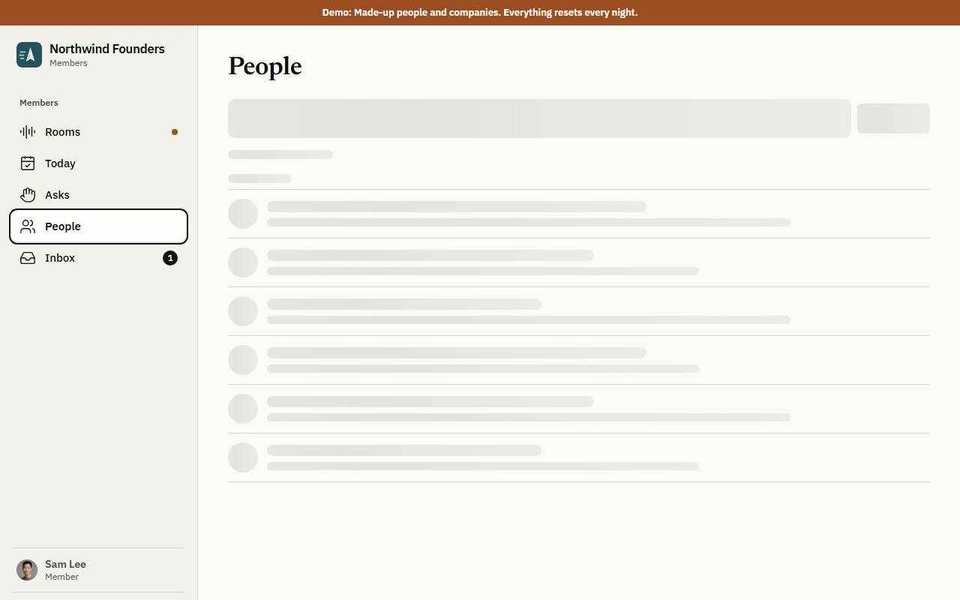 Demo: Made-up people and companies. Everything resets every night.
Northwind Founders
Members
Members
Rooms
Today
Asks
People
Inbox
1
Sam Lee
Member
People